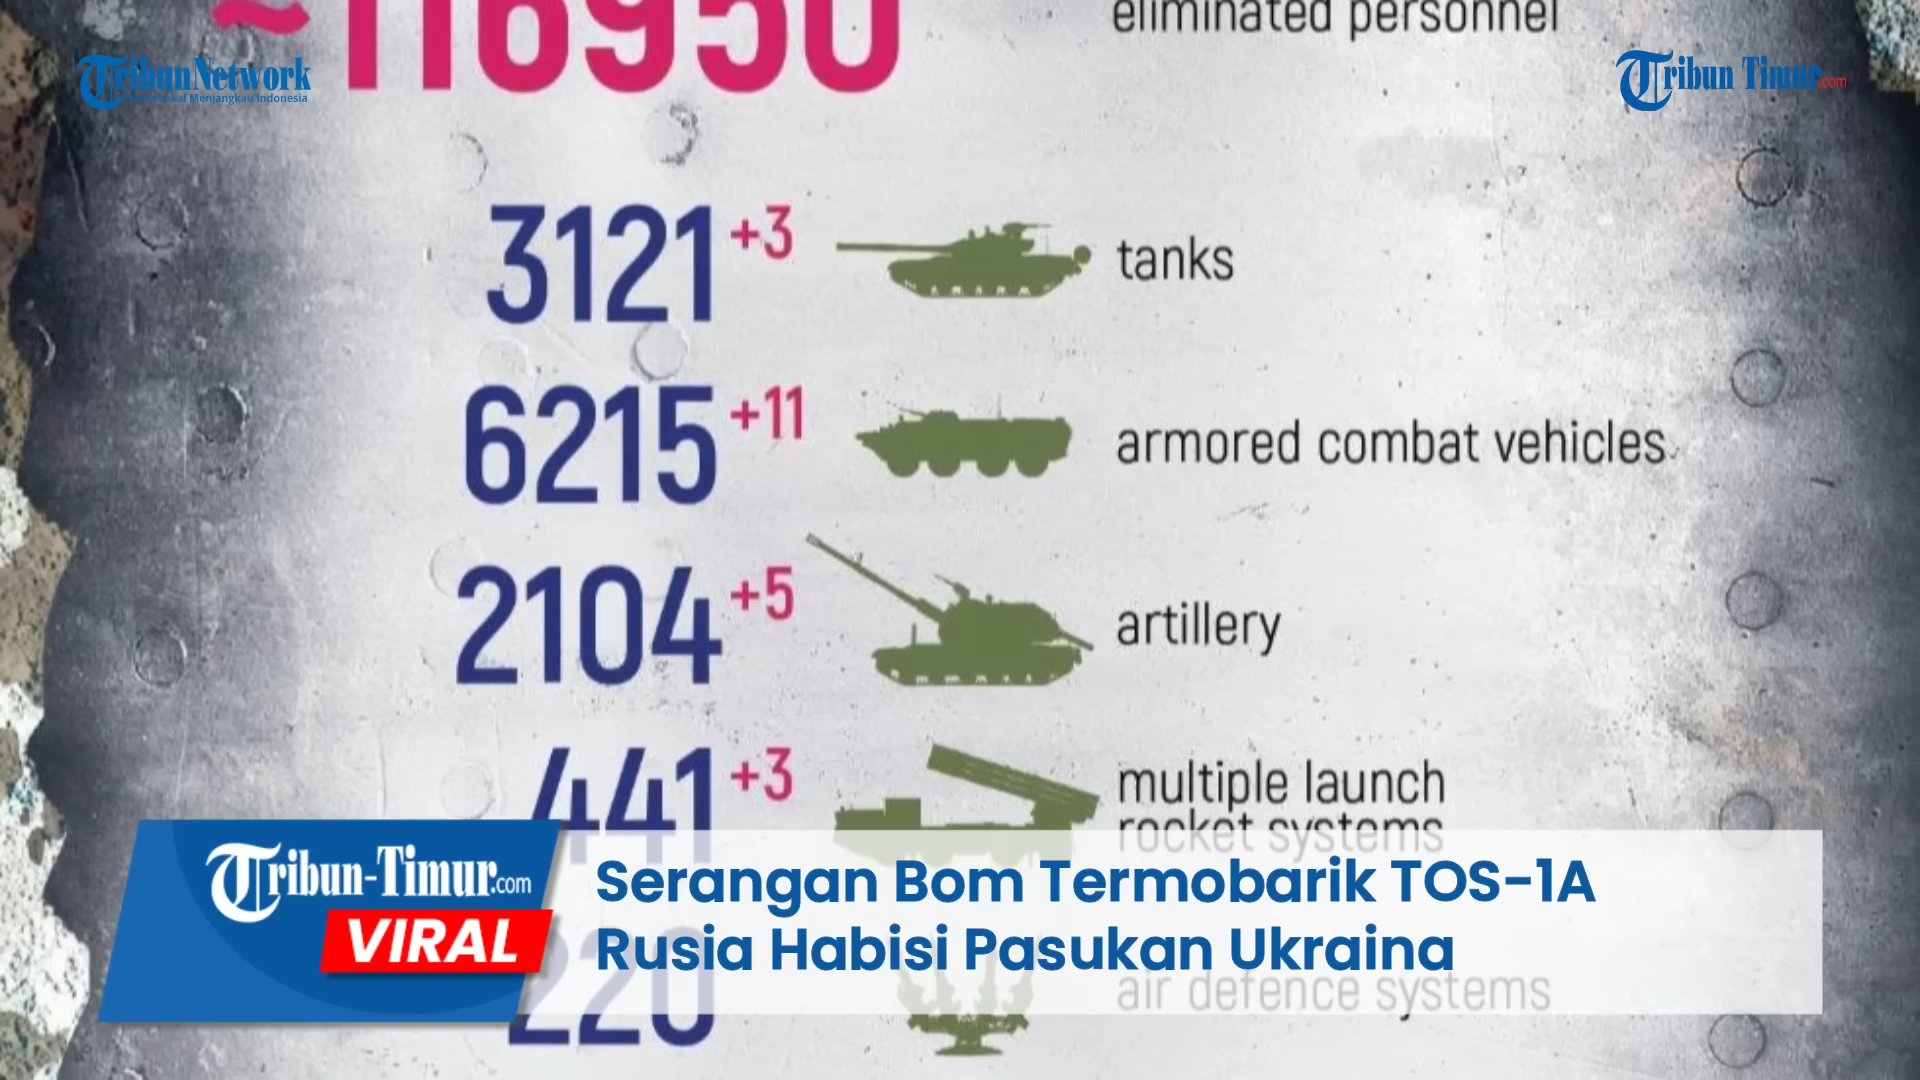 ≈116950
eliminated personnel
TribunNetwork
Tribun Timur.com
3121 +3 tanks
6215 +11 armored combat vehicles
2104 +5 artillery
441 +3 multiple launch
rocket systems
220 air defence systems
Tribun-Timur.com
VIRAL
Serangan Bom Termobarik TOS-1A
Rusia Habisi Pasukan Ukraina